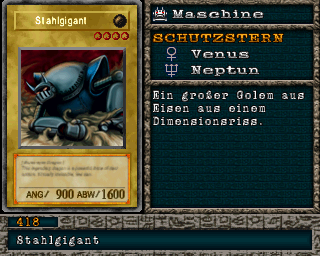 Stahlgigant
ANG/ 900 ABW/1600
Maschine
SCHUTZSTERN
Venus
Neptun
Ein großer Golem aus
Eisen aus einem
Dimensionsriss.
418
Stahlgigant